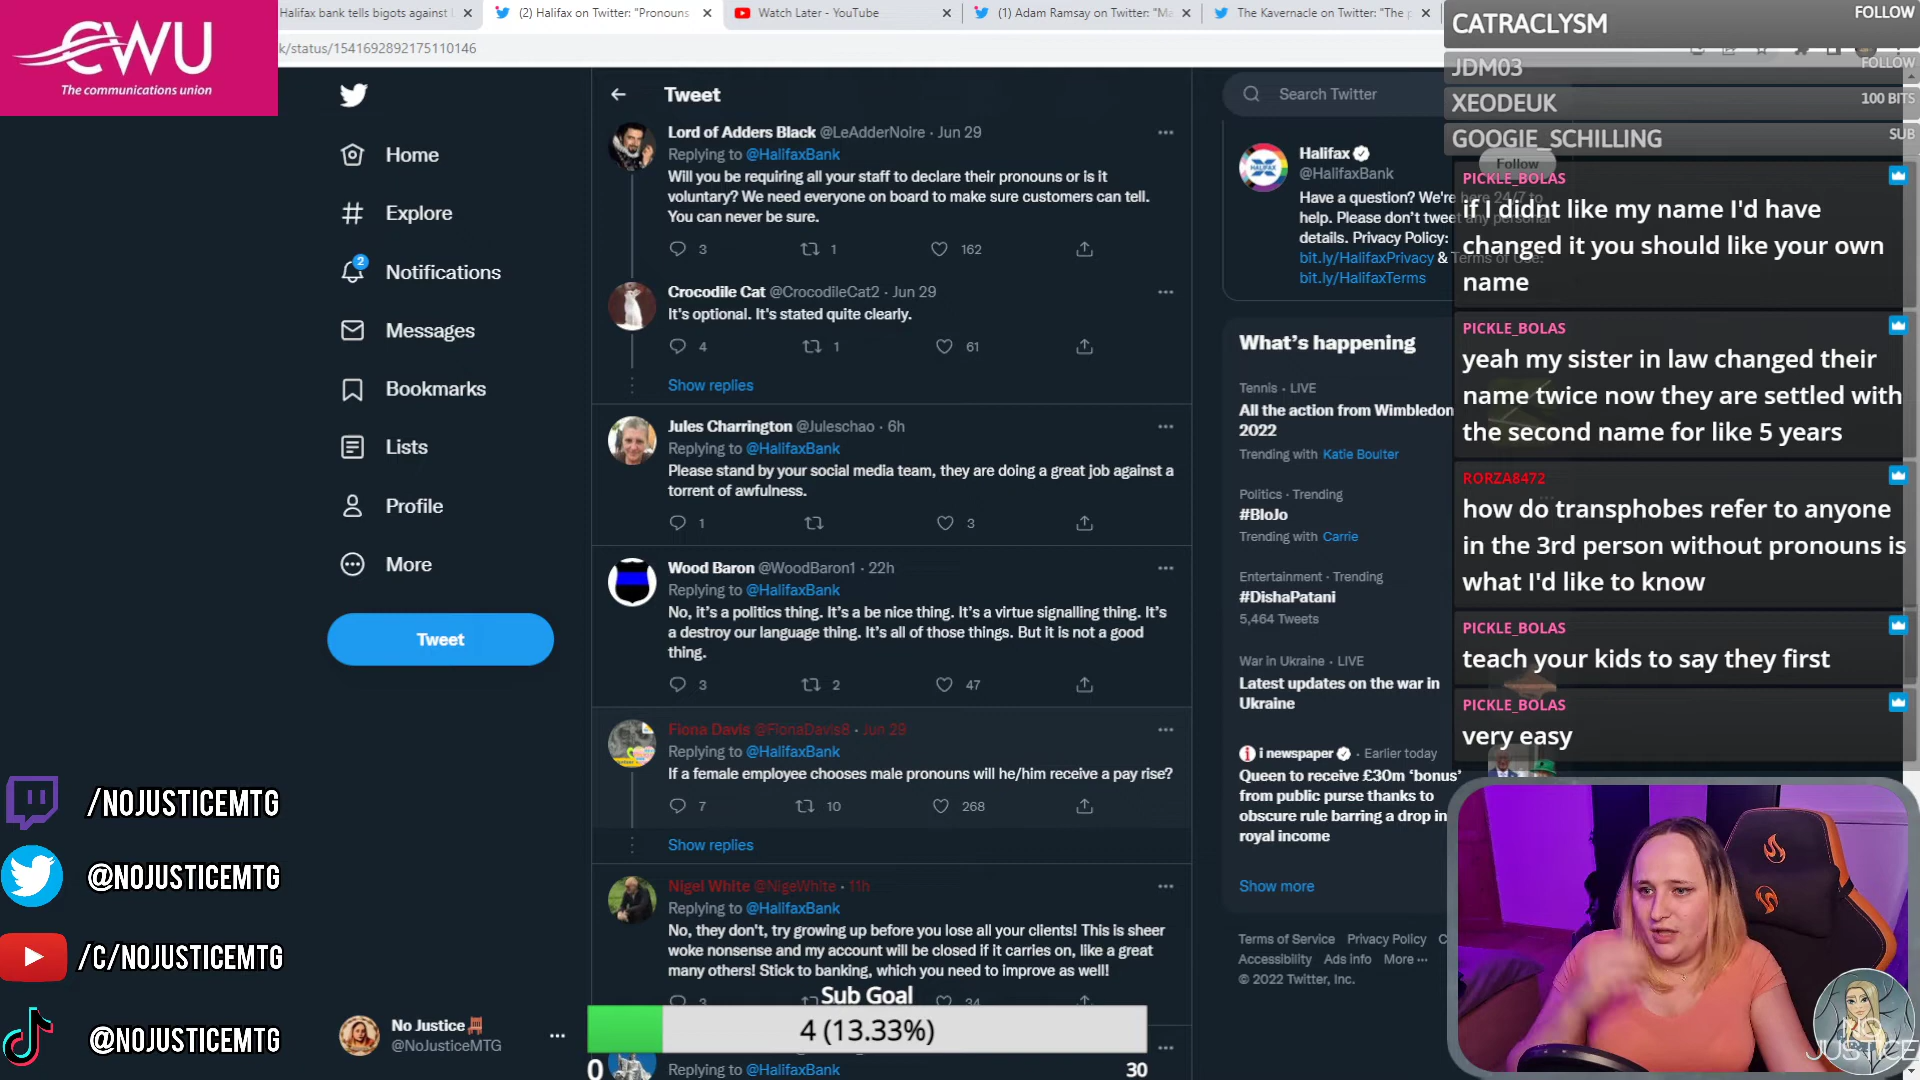 CWU
The communications union
Halifax bank tells bigots against
(2) Halifax on Twitter: "Pronouns
Watch Later - YouTube
(1) Adam Ramsay on Twitter: "Ma
The Kavernacle on Twitter: "The p
k/status/1541692892175110146
Home
Explore
2
Notifications
Messages
Bookmarks
Lists
Profile
More
Tweet
/NOJUSTICEMTG
@NOJUSTICEMTG
/C/NOJUSTICEMTG
@NOJUSTICEMTG
No Justice
@NoJusticeMTG
Tweet
Lord of Adders Black @LeAdderNoire · Jun 29
Replying to @HalifaxBank
Will you be requiring all your staff to declare their pronouns or is it
voluntary? We need everyone on board to make sure customers can tell.
You can never be sure.
3 1 162
Crocodile Cat @CrocodileCat2 · Jun 29
It's optional. It's stated quite clearly.
4 1 61
Show replies
Jules Charrington @Juleschao · 6h
Replying to @HalifaxBank
Please stand by your social media team, they are doing a great job against a
torrent of awfulness.
1 3
Wood Baron @WoodBaron1 · 22h
Replying to @HalifaxBank
No, it's a politics thing. It's a be nice thing. It's a virtue signalling thing. It's
a destroy our language thing. It's all of those things. But it is not a good
thing.
3 2 47
Fiona Davis @FionaDavis8 · Jun 29
Replying to @HalifaxBank
If a female employee chooses male pronouns will he/him receive a pay rise?
7 10 268
Show replies
Nigel White @NigeWhite · 11h
Replying to @HalifaxBank
No, they don't, try growing up before you lose all your clients! This is sheer
woke nonsense and my account will be closed if it carries on, like a great
many others! Stick to banking, which you need to improve as well!
3 34
Sub Goal
4 (13.33%)
0 30
Replying to @HalifaxBank
Search Twitter
Halifax
@HalifaxBank
Follow
Have a question? We're here 24/7 to
help. Please don't tweet any personal
details. Privacy Policy:
bit.ly/HalifaxPrivacy & Terms of Use:
bit.ly/HalifaxTerms
What's happening
Tennis · LIVE
All the action from Wimbledon
2022
Trending with Katie Boulter
Politics · Trending
#BloJo
Trending with Carrie
Entertainment · Trending
#DishaPatani
5,464 Tweets
War in Ukraine · LIVE
Latest updates on the war in
Ukraine
i newspaper · Earlier today
Queen to receive £30m 'bonus'
from public purse thanks to
obscure rule barring a drop in
royal income
Show more
Terms of Service Privacy Policy C
Accessibility Ads info More
© 2022 Twitter, Inc.
CATRACLYSM FOLLOW
JDM03 FOLLOW
XEODEUK 100 BITS
GOOGIE_SCHILLING SUB
PICKLE_BOLAS
if I didnt like my name I'd have
changed it you should like your own
name
PICKLE_BOLAS
yeah my sister in law changed their
name twice now they are settled with
the second name for like 5 years
RORZA8472
how do transphobes refer to anyone
in the 3rd person without pronouns is
what I'd like to know
PICKLE_BOLAS
teach your kids to say they first
PICKLE_BOLAS
very easy
NO
JUSTICE